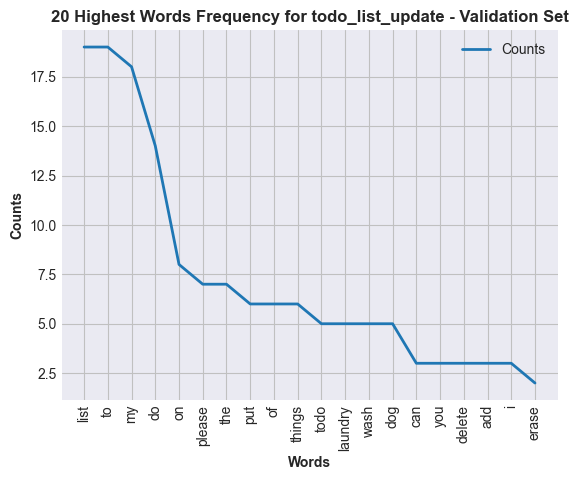 20 Highest Words Frequency for todo_list_update - Validation Set
Counts
Counts
17.5
15.0
12.5
10.0
7.5
5.0
2.5
list
to
my
do
on
please
the
put
of
things
todo
laundry
wash
dog
can
you
delete
add
i
erase
Words